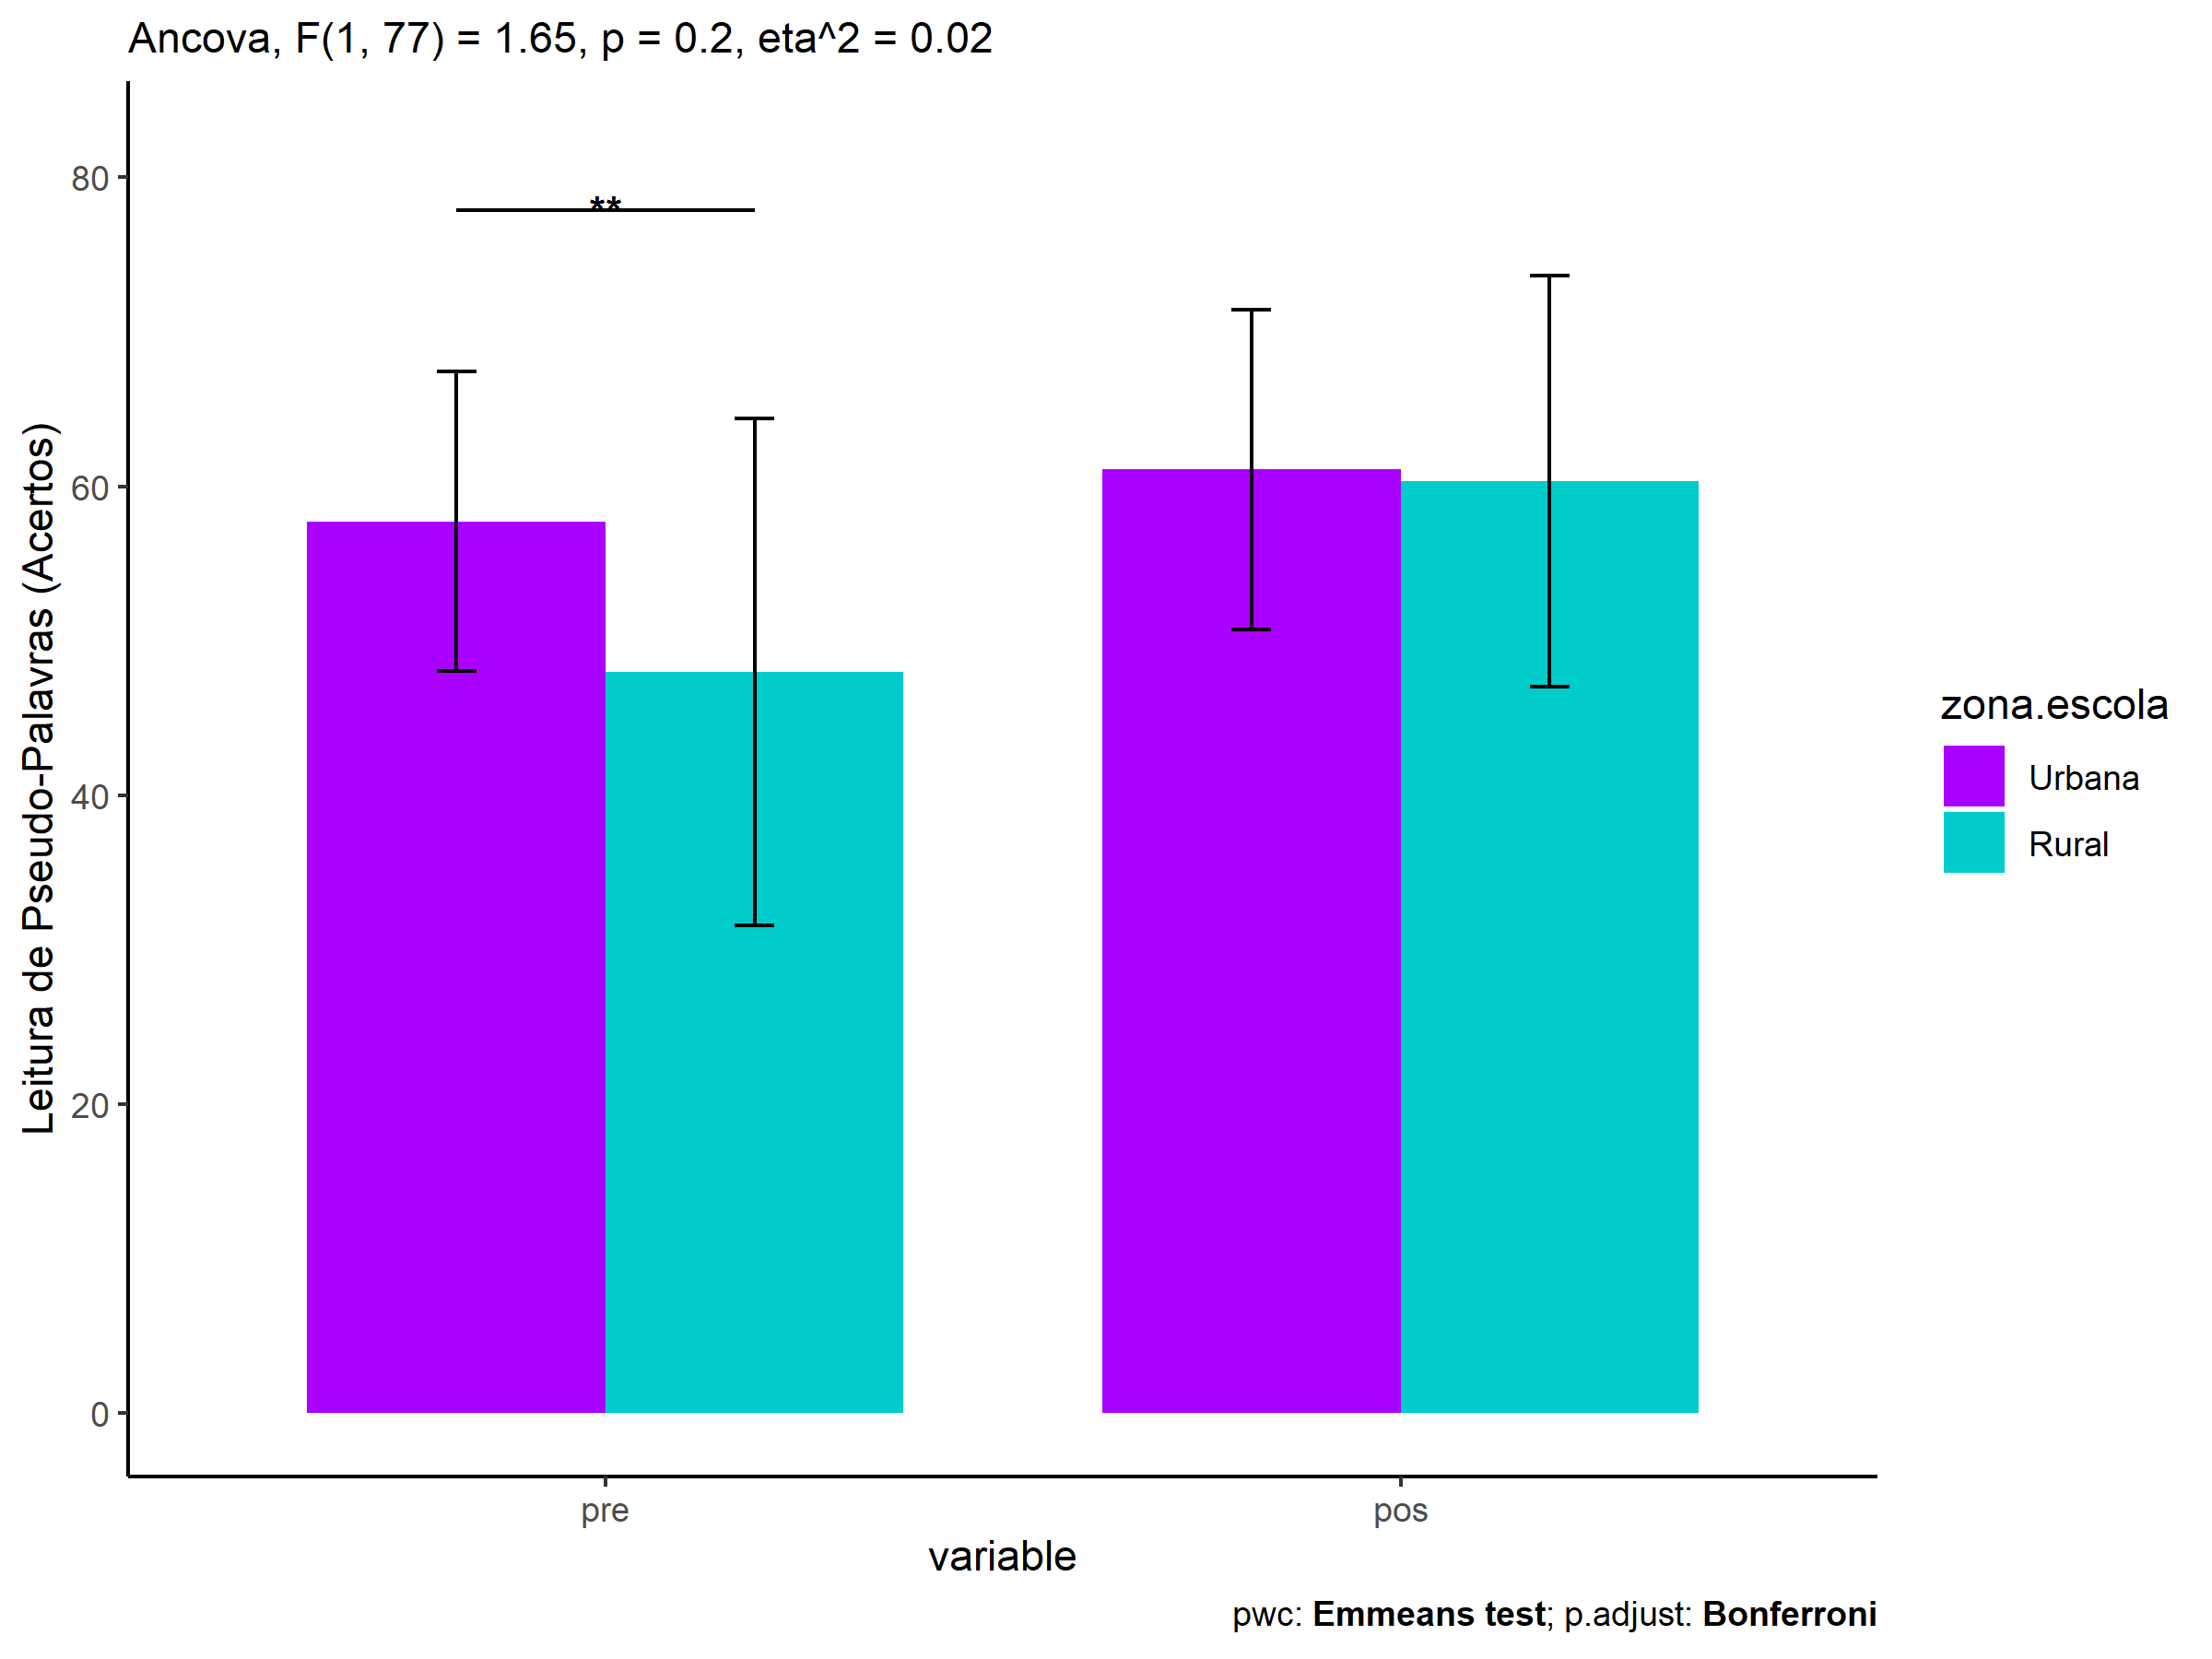 Ancova, F(1, 77) = 1.65, p = 0.2, eta^2 = 0.02
Leitura de Pseudo-Palavras (Acertos)
80
60
40
20
0
**
pre
pos
variable
zona.escola
Urbana
Rural
pwc: Emmeans test; p.adjust: Bonferroni